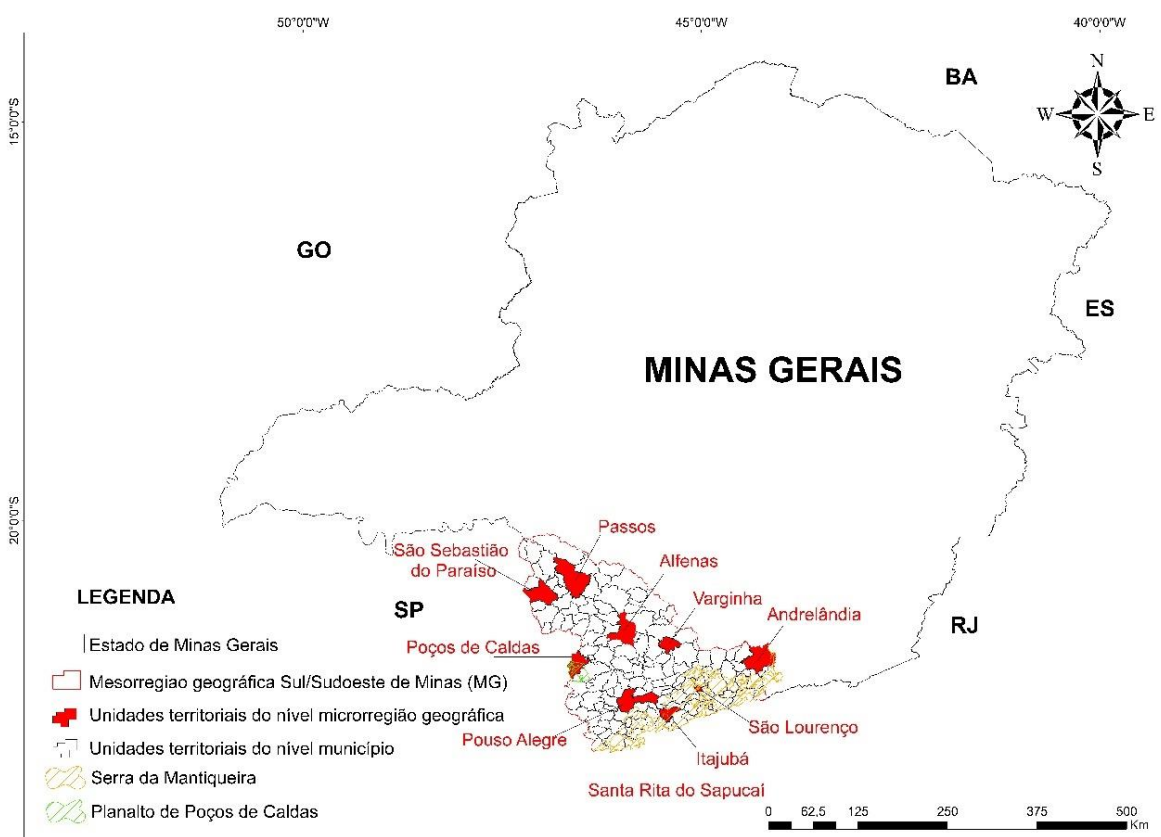 50°0'0"W
45°0'0"W
40°0'0"W
15°0'0"S
20°0'0"S
N
W
E
S
BA
GO
ES
MINAS GERAIS
Passos
São Sebastião
do Paraíso
Alfenas
Varginha
Andrelândia
SP
RJ
Poços de Caldas
Pouso Alegre
São Lourenço
Itajubá
Santa Rita do Sapucaí
LEGENDA
Estado de Minas Gerais
Mesorregiao geográfica Sul/Sudoeste de Minas (MG)
Unidades territoriais do nível microrregião geográfica
Unidades territoriais do nível município
Serra da Mantiqueira
Planalto de Poços de Caldas
0 62,5 125 250 375 500
Km